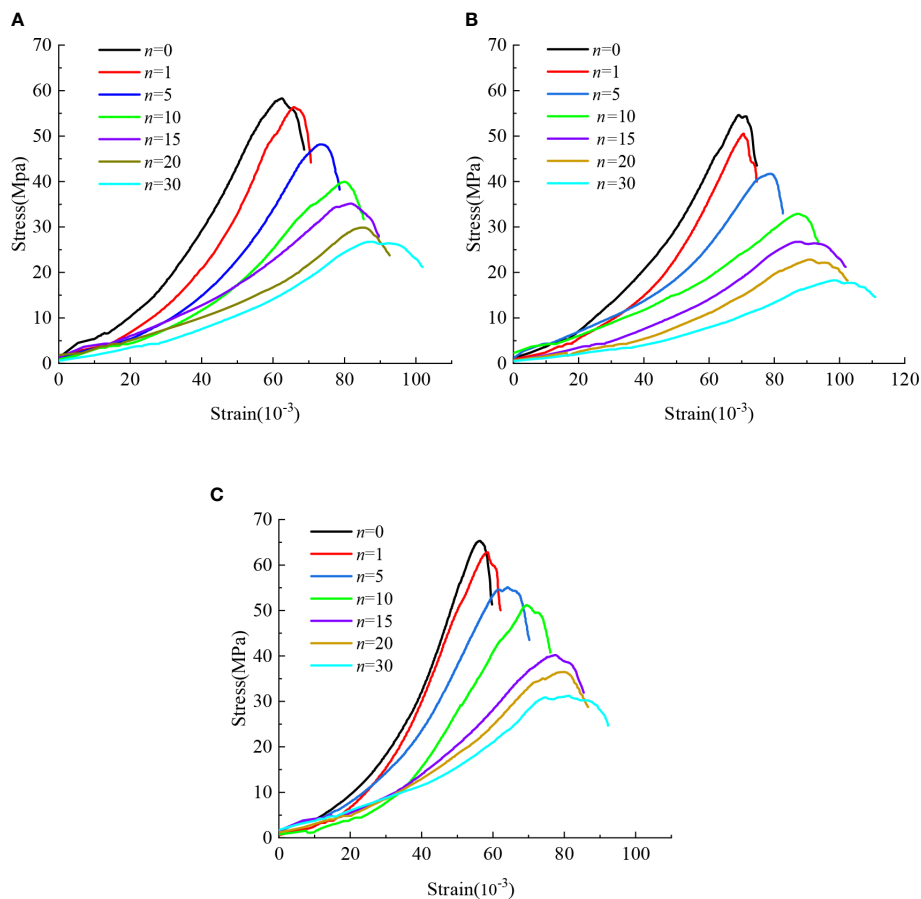 A
70
60
50
40
30
20
10
0
Stress(Mpa)
n=0
n=1
n=5
n=10
n=15
n=20
n=30
0 20 40 60 80 100
Strain(10-3)
B
70
60
50
40
30
20
10
0
Stress(MPa)
n=0
n=1
n=5
n=10
n=15
n=20
n=30
0 20 40 60 80 100 120
Strain(10-3)
C
70
60
50
40
30
20
10
0
Stress(MPa)
n=0
n=1
n=5
n=10
n=15
n=20
n=30
0 20 40 60 80 100
Strain(10-3)